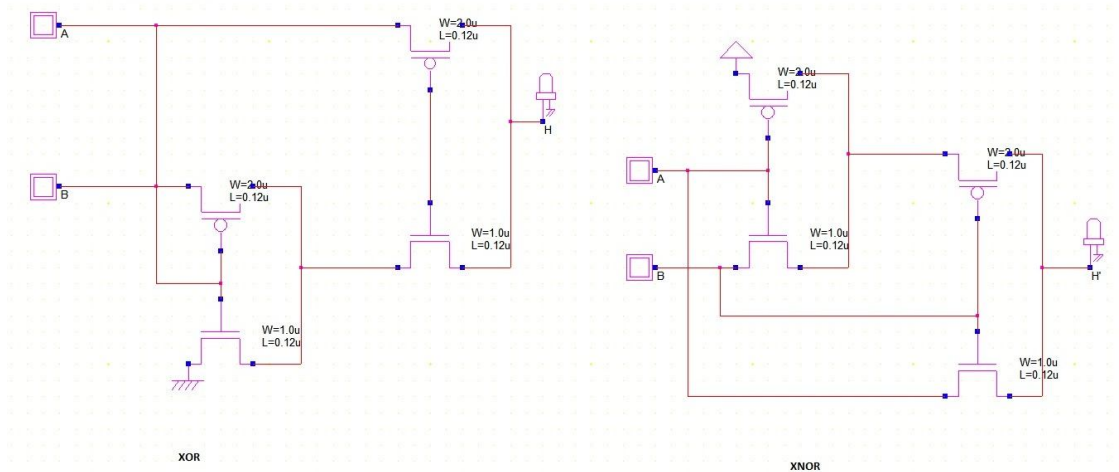 W=2.0u
L=0.12u
A
H
B
W=2.0u
L=0.12u
W=1.0u
L=0.12u
W=1.0u
L=0.12u
XOR
W=2.0u
L=0.12u
A
W=2.0u
L=0.12u
W=1.0u
L=0.12u
B
H'
W=1.0u
L=0.12u
XNOR